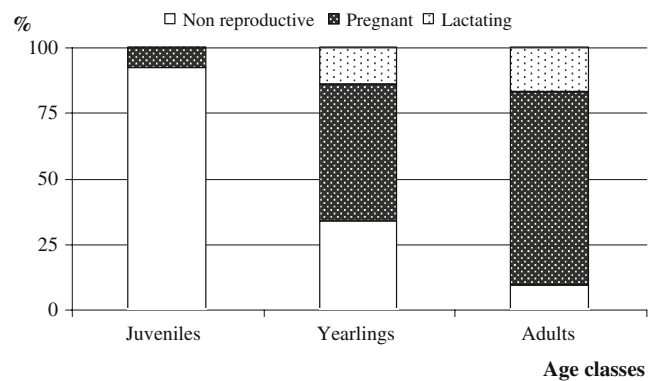 %
Non reproductive Pregnant Lactating
100
75
50
25
0
Juveniles Yearlings Adults
Age classes